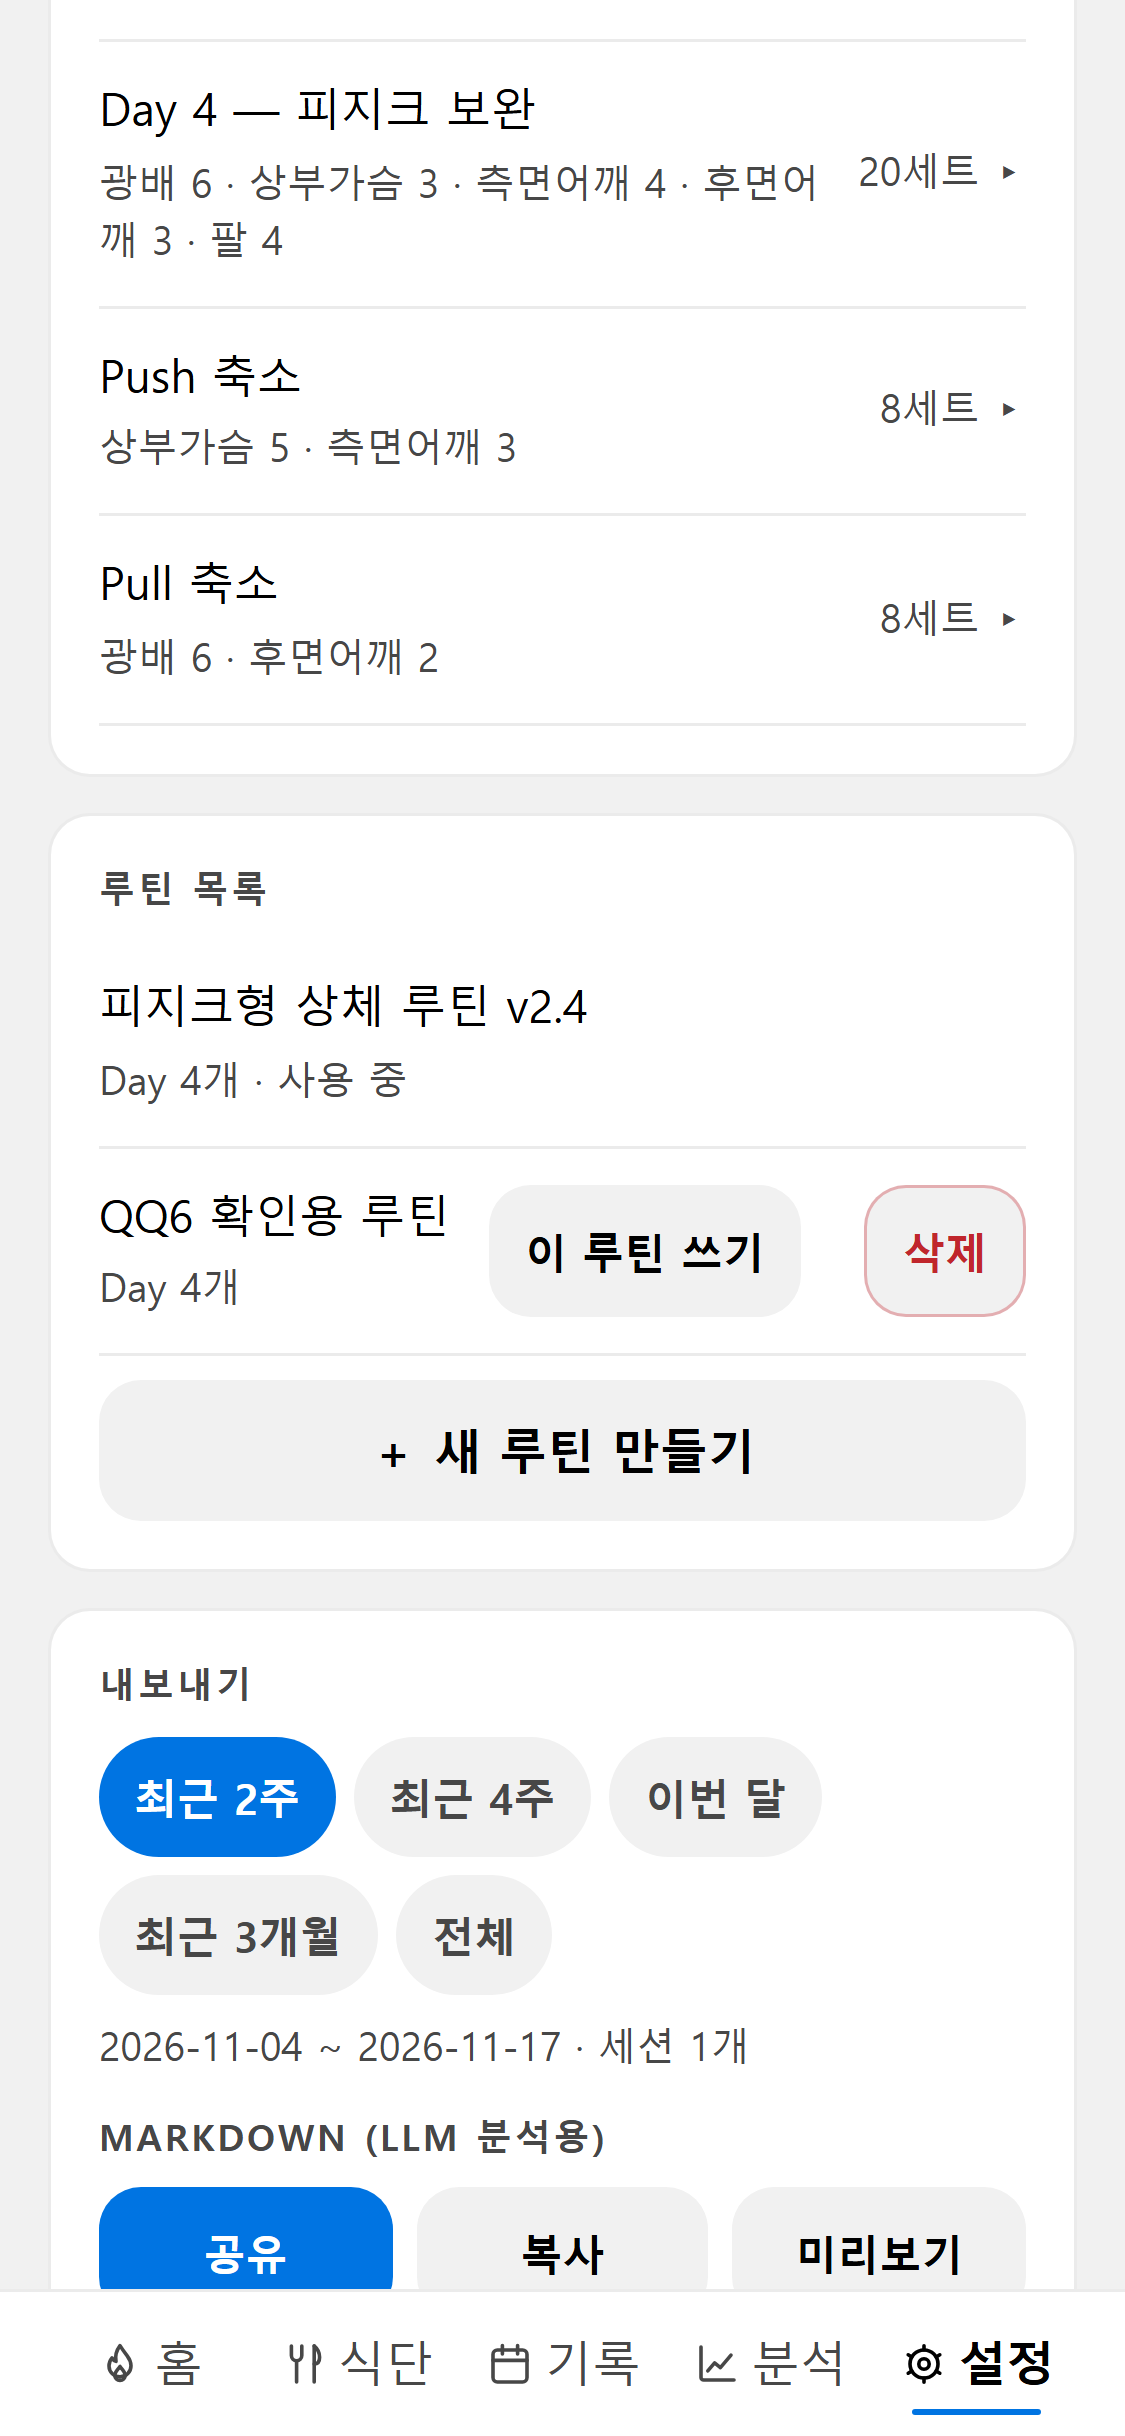 Day 4 — 피지크 보완
광배 6 · 상부가슴 3 · 측면어깨 4 · 후면어
깨 3 · 팔 4
20세트 ▸
Push 축소
상부가슴 5 · 측면어깨 3
8세트 ▸
Pull 축소
광배 6 · 후면어깨 2
8세트 ▸
루틴 목록
피지크형 상체 루틴 v2.4
Day 4개 · 사용 중
QQ6 확인용 루틴
Day 4개
이 루틴 쓰기
삭제
+ 새 루틴 만들기
내보내기
최근 2주
최근 4주
이번 달
최근 3개월
전체
2026-11-04 ~ 2026-11-17 · 세션 1개
MARKDOWN (LLM 분석용)
공유
복사
미리보기
홈
식단
기록
분석
설정